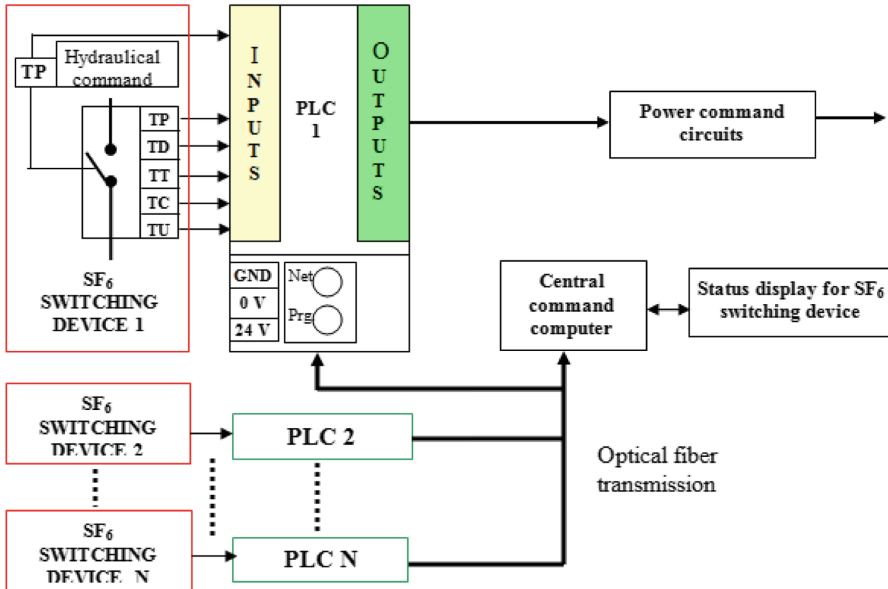 TP
Hydraulical
command
TP
TD
TT
TC
TU
SF6
SWITCHING
DEVICE 1
INPUTS
PLC
1
OUTPUTS
GND
0 V
24 V
Net
Prg
Power command
circuits
Central
command
computer
Status display for SF6
switching device
SF6
SWITCHING
DEVICE 2
PLC 2
Optical fiber
transmission
SF6
SWITCHING
DEVICE N
PLC N